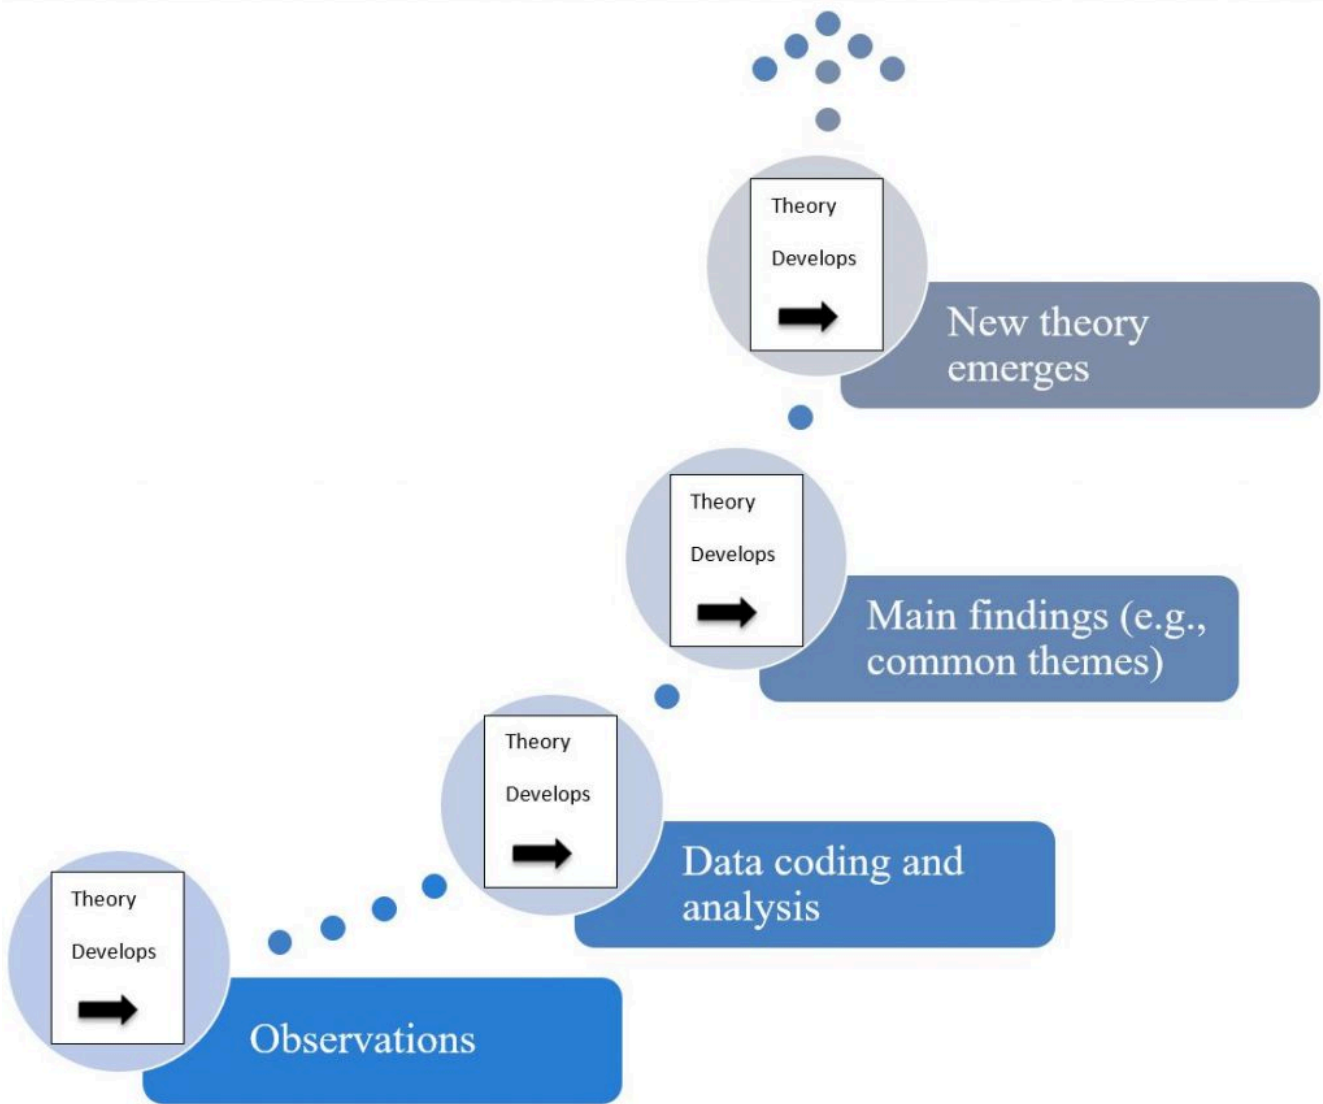 Theory
Develops
New theory
emerges
Theory
Develops
Main findings (e.g.,
common themes)
Theory
Develops
Data coding and
analysis
Theory
Develops
Observations